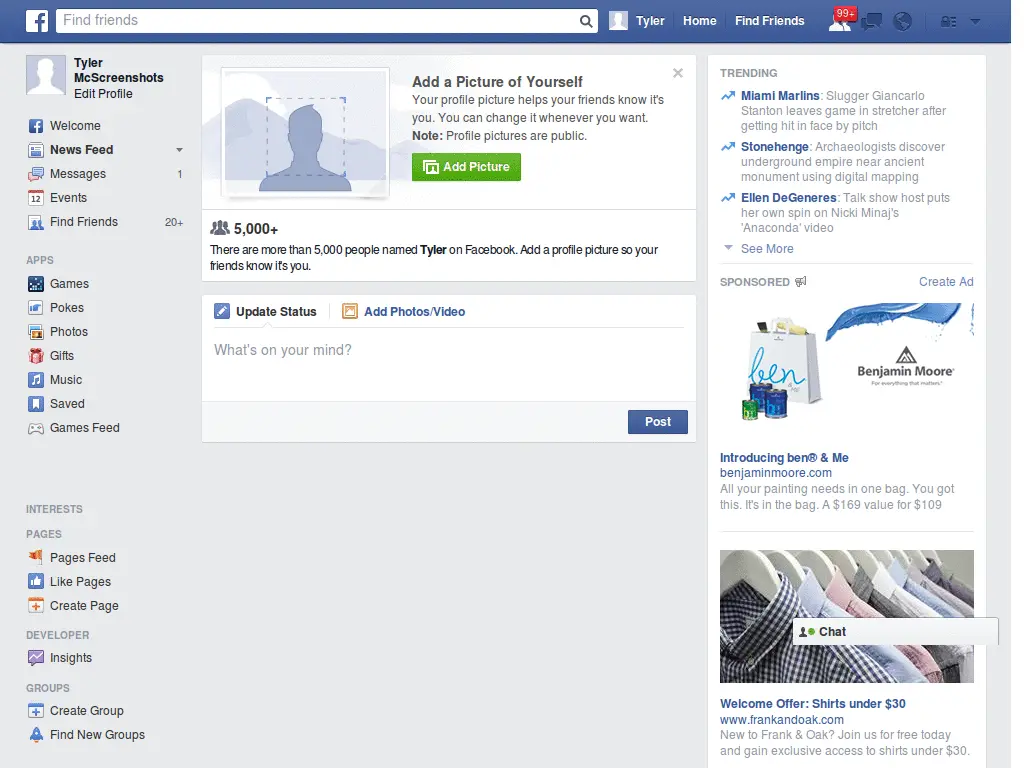 Find friends
Tyler
Home
Find Friends
99+
Tyler
McScreenshots
Edit Profile
Welcome
News Feed
Messages 1
Events
Find Friends 20+
APPS
Games
Pokes
Photos
Gifts
Music
Saved
Games Feed
INTERESTS
PAGES
Pages Feed
Like Pages
Create Page
DEVELOPER
Insights
GROUPS
Create Group
Find New Groups
Add a Picture of Yourself
Your profile picture helps your friends know it's
you. You can change it whenever you want.
Note: Profile pictures are public.
Add Picture
5,000+
There are more than 5,000 people named Tyler on Facebook. Add a profile picture so your
friends know it's you.
Update Status
Add Photos/Video
What's on your mind?
Post
TRENDING
Miami Marlins: Slugger Giancarlo
Stanton leaves game in stretcher after
getting hit in face by pitch
Stonehenge: Archaeologists discover
underground empire near ancient
monument using digital mapping
Ellen DeGeneres: Talk show host puts
her own spin on Nicki Minaj's
'Anaconda' video
See More
SPONSORED
Create Ad
ben
& me
Benjamin Moore®
For everything that matters.®
Introducing ben® & Me
benjaminmoore.com
All your painting needs in one bag. You got
this. It's in the bag. A $169 value for $109
Chat
Welcome Offer: Shirts under $30
www.frankandoak.com
New to Frank & Oak? Join us for free today
and gain exclusive access to shirts under $30.